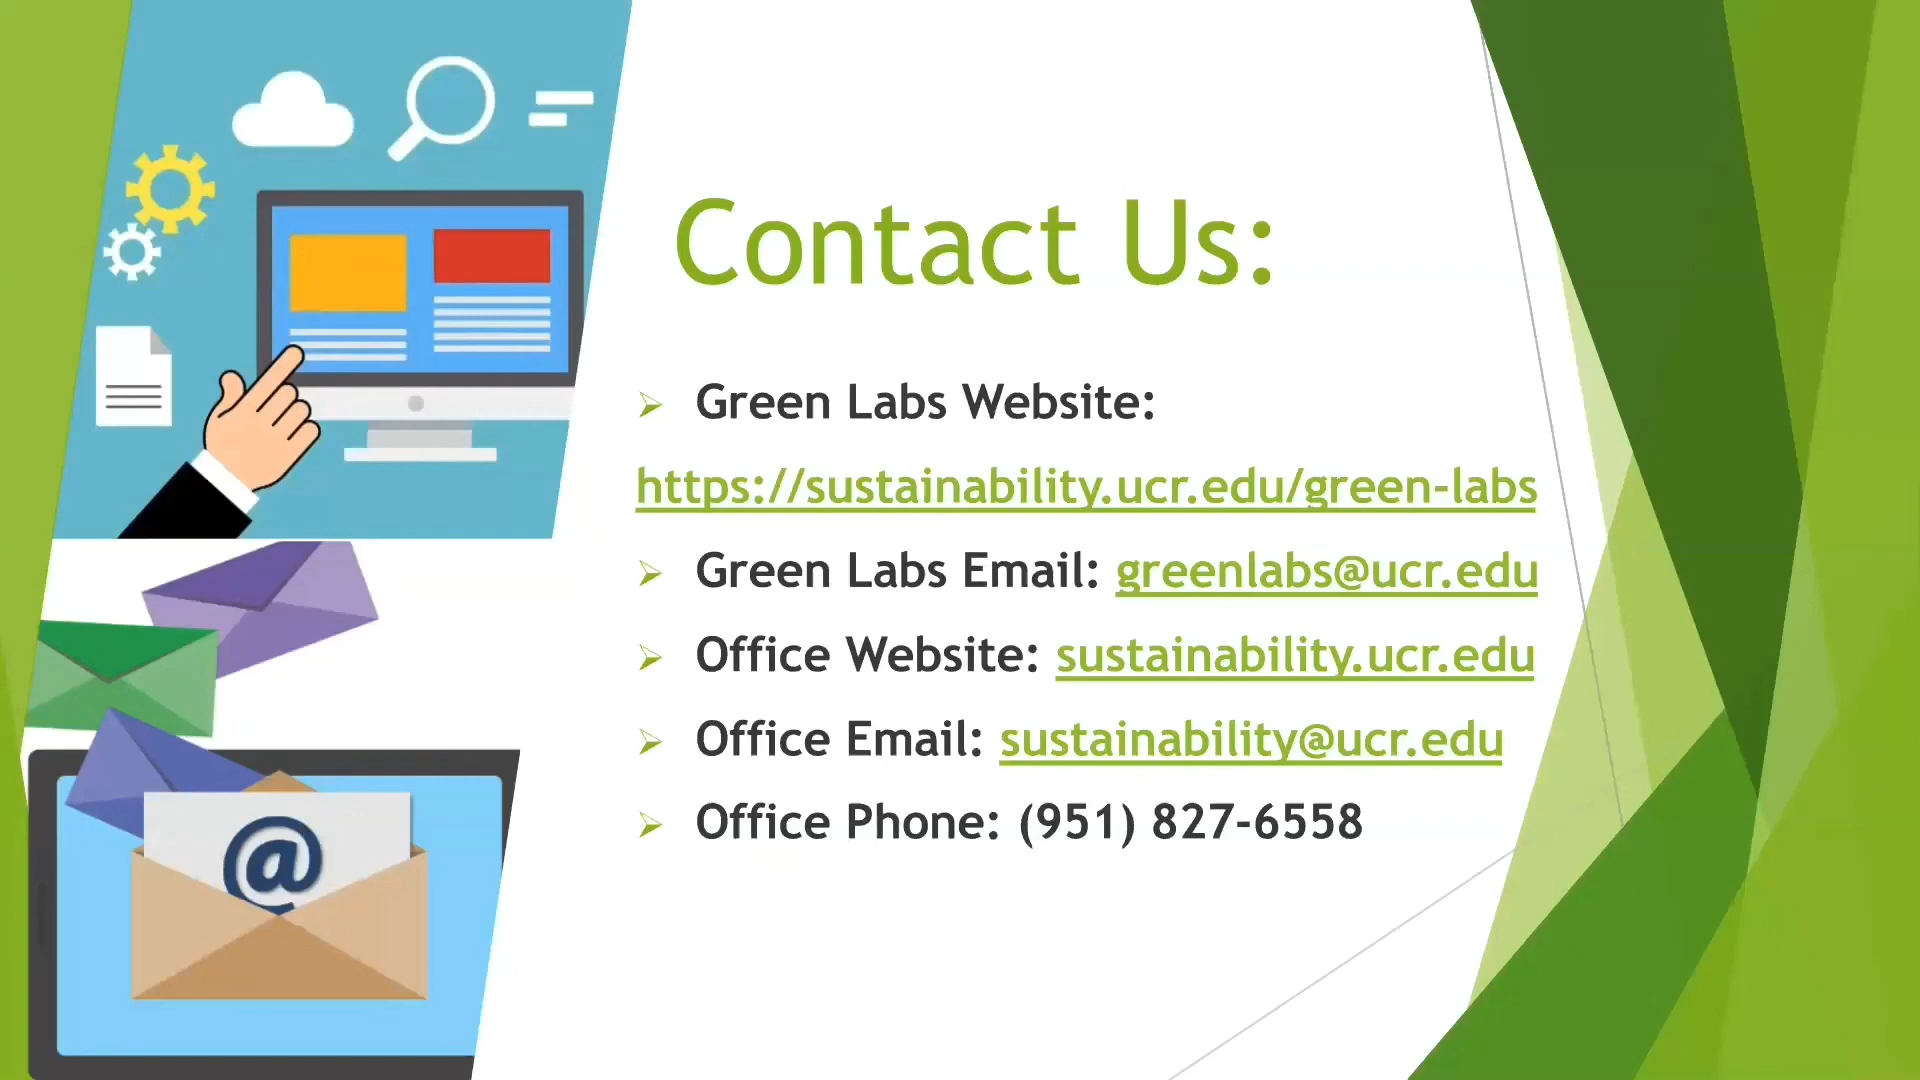 Contact Us:
Green Labs Website:
https://sustainability.ucr.edu/green-labs
Green Labs Email: greenlabs@ucr.edu
Office Website: sustainability.ucr.edu
Office Email: sustainability@ucr.edu
Office Phone: (951) 827-6558
@